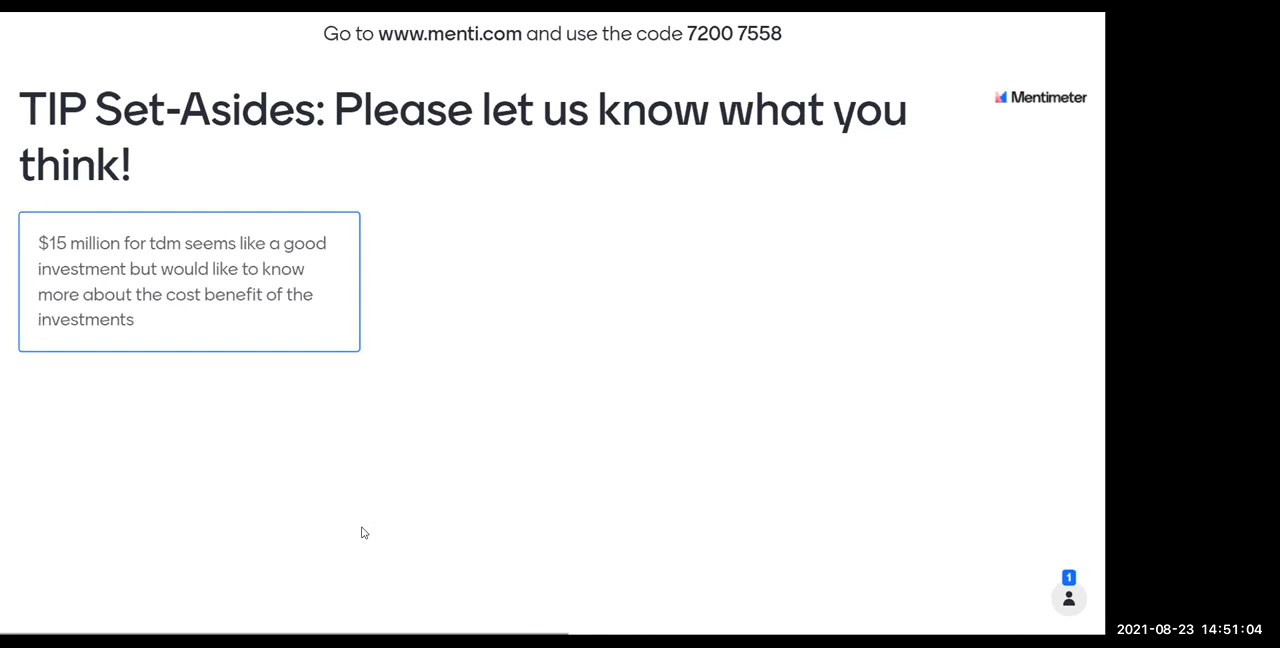 Go to www.menti.com and use the code 7200 7558
TIP Set-Asides: Please let us know what you
think!
Mentimeter
$15 million for tdm seems like a good
investment but would like to know
more about the cost benefit of the
investments
1
2021-08-23 14:51:04